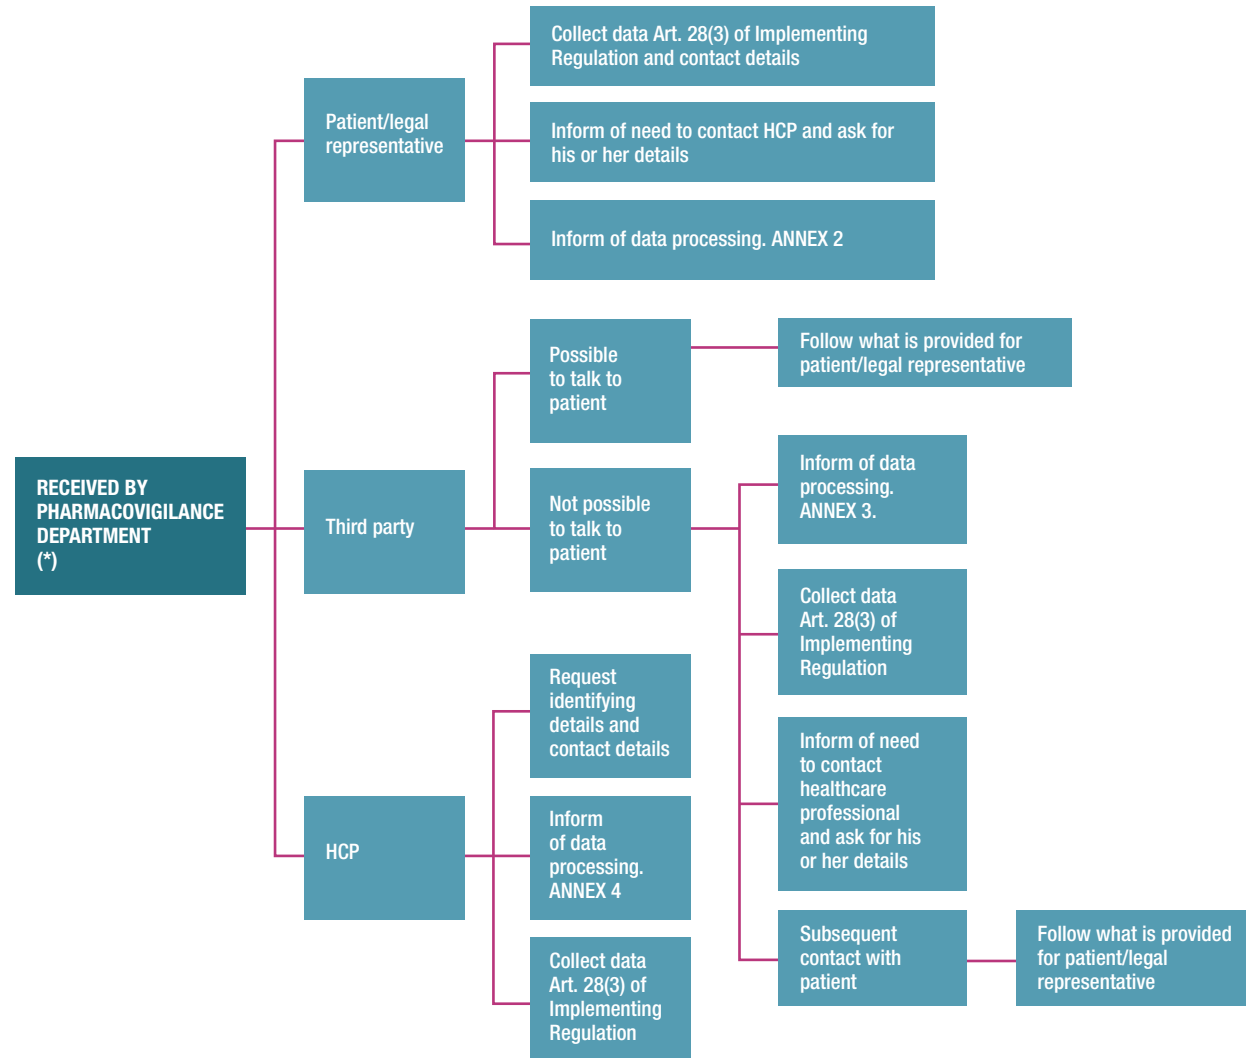 Collect data Art. 28(3) of Implementing
Regulation and contact details
Patient/legal
representative
Inform of need to contact HCP and ask for
his or her details
Inform of data processing. ANNEX 2
Possible
to talk to
patient
Follow what is provided for
patient/legal representative
RECEIVED BY
PHARMACOVIGILANCE
DEPARTMENT
(*)
Third party
Not possible
to talk to
patient
Inform of data
processing.
ANNEX 3.
Collect data
Art. 28(3) of
Implementing
Regulation
Inform of need
to contact
healthcare
professional
and ask for his
or her details
Subsequent
contact with
patient
Follow what is provided
for patient/legal
representative
HCP
Request
identifying
details and
contact details
Inform
of data
processing.
ANNEX 4
Collect data
Art. 28(3) of
Implementing
Regulation